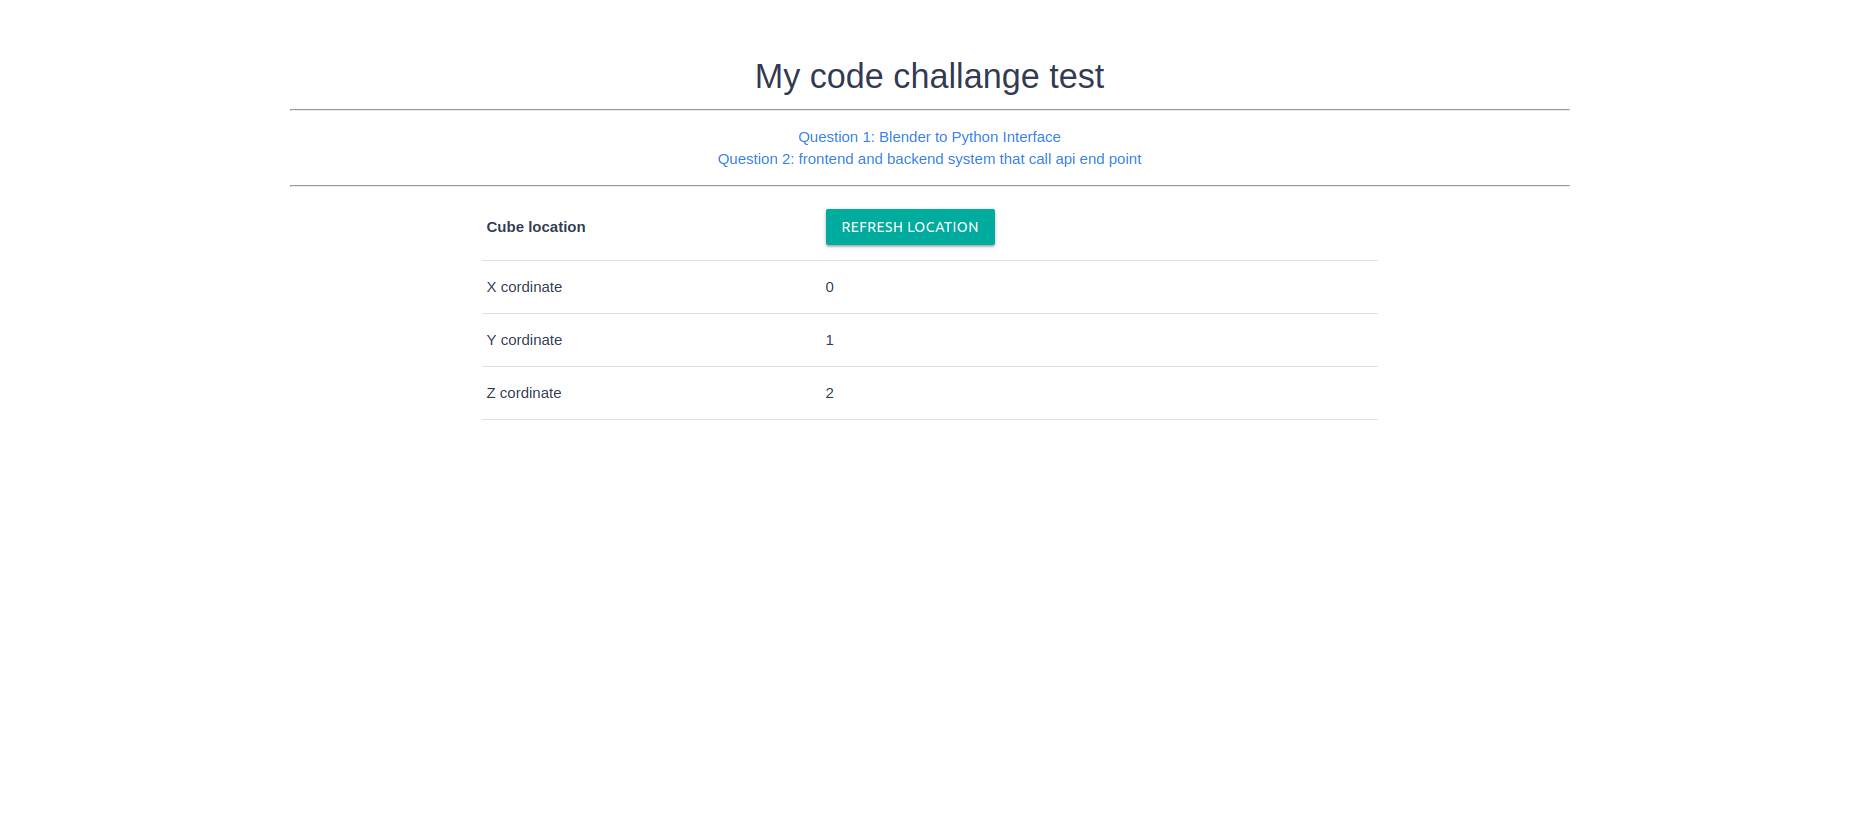 My code challange test
Question 1: Blender to Python Interface
Question 2: frontend and backend system that call api end point
Cube location REFRESH LOCATION
X cordinate 0
Y cordinate 1
Z cordinate 2